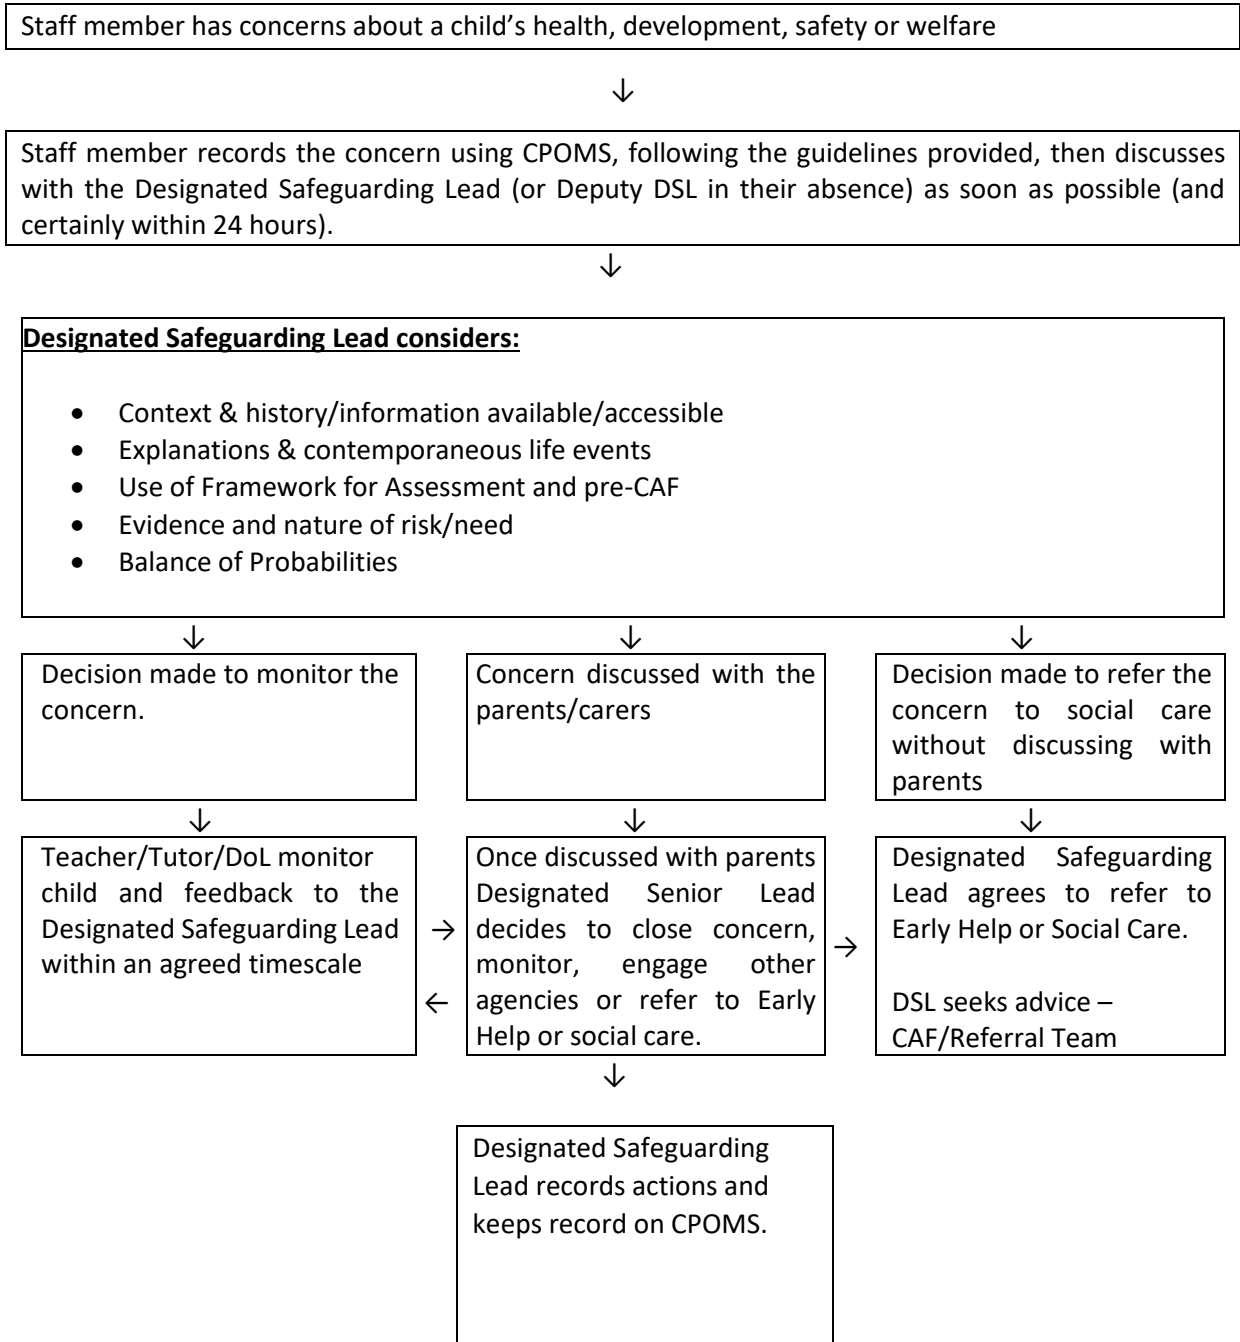 Staff member has concerns about a child’s health, development, safety or welfare
↓
Staff member records the concern using CPOMS, following the guidelines provided, then discusses
with the Designated Safeguarding Lead (or Deputy DSL in their absence) as soon as possible (and
certainly within 24 hours).
↓
Designated Safeguarding Lead considers:
• Context & history/information available/accessible
• Explanations & contemporaneous life events
• Use of Framework for Assessment and pre-CAF
• Evidence and nature of risk/need
• Balance of Probabilities
↓ ↓ ↓
Decision made to monitor the
concern.
Concern discussed with the
parents/carers
Decision made to refer the
concern to social care
without discussing with
parents
↓ ↓ ↓
Teacher/Tutor/DoL monitor
child and feedback to the
Designated Safeguarding Lead
within an agreed timescale
→
←
Once discussed with parents
Designated Senior Lead
decides to close concern,
monitor, engage other
agencies or refer to Early
Help or social care.
→
Designated Safeguarding
Lead agrees to refer to
Early Help or Social Care.
DSL seeks advice –
CAF/Referral Team
↓
Designated Safeguarding
Lead records actions and
keeps record on CPOMS.